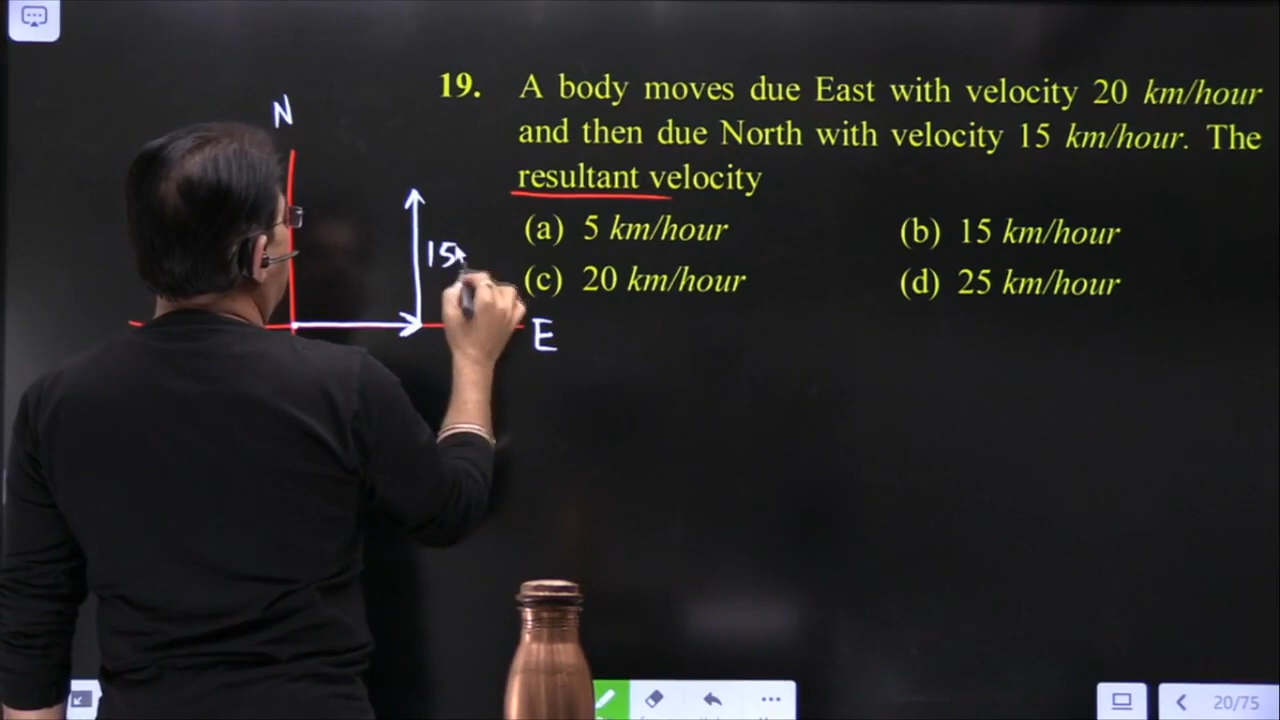 19. A body moves due East with velocity 20 km/hour
and then due North with velocity 15 km/hour. The
resultant velocity
(a) 5 km/hour (b) 15 km/hour
(c) 20 km/hour (d) 25 km/hour
N
15
E
20/75